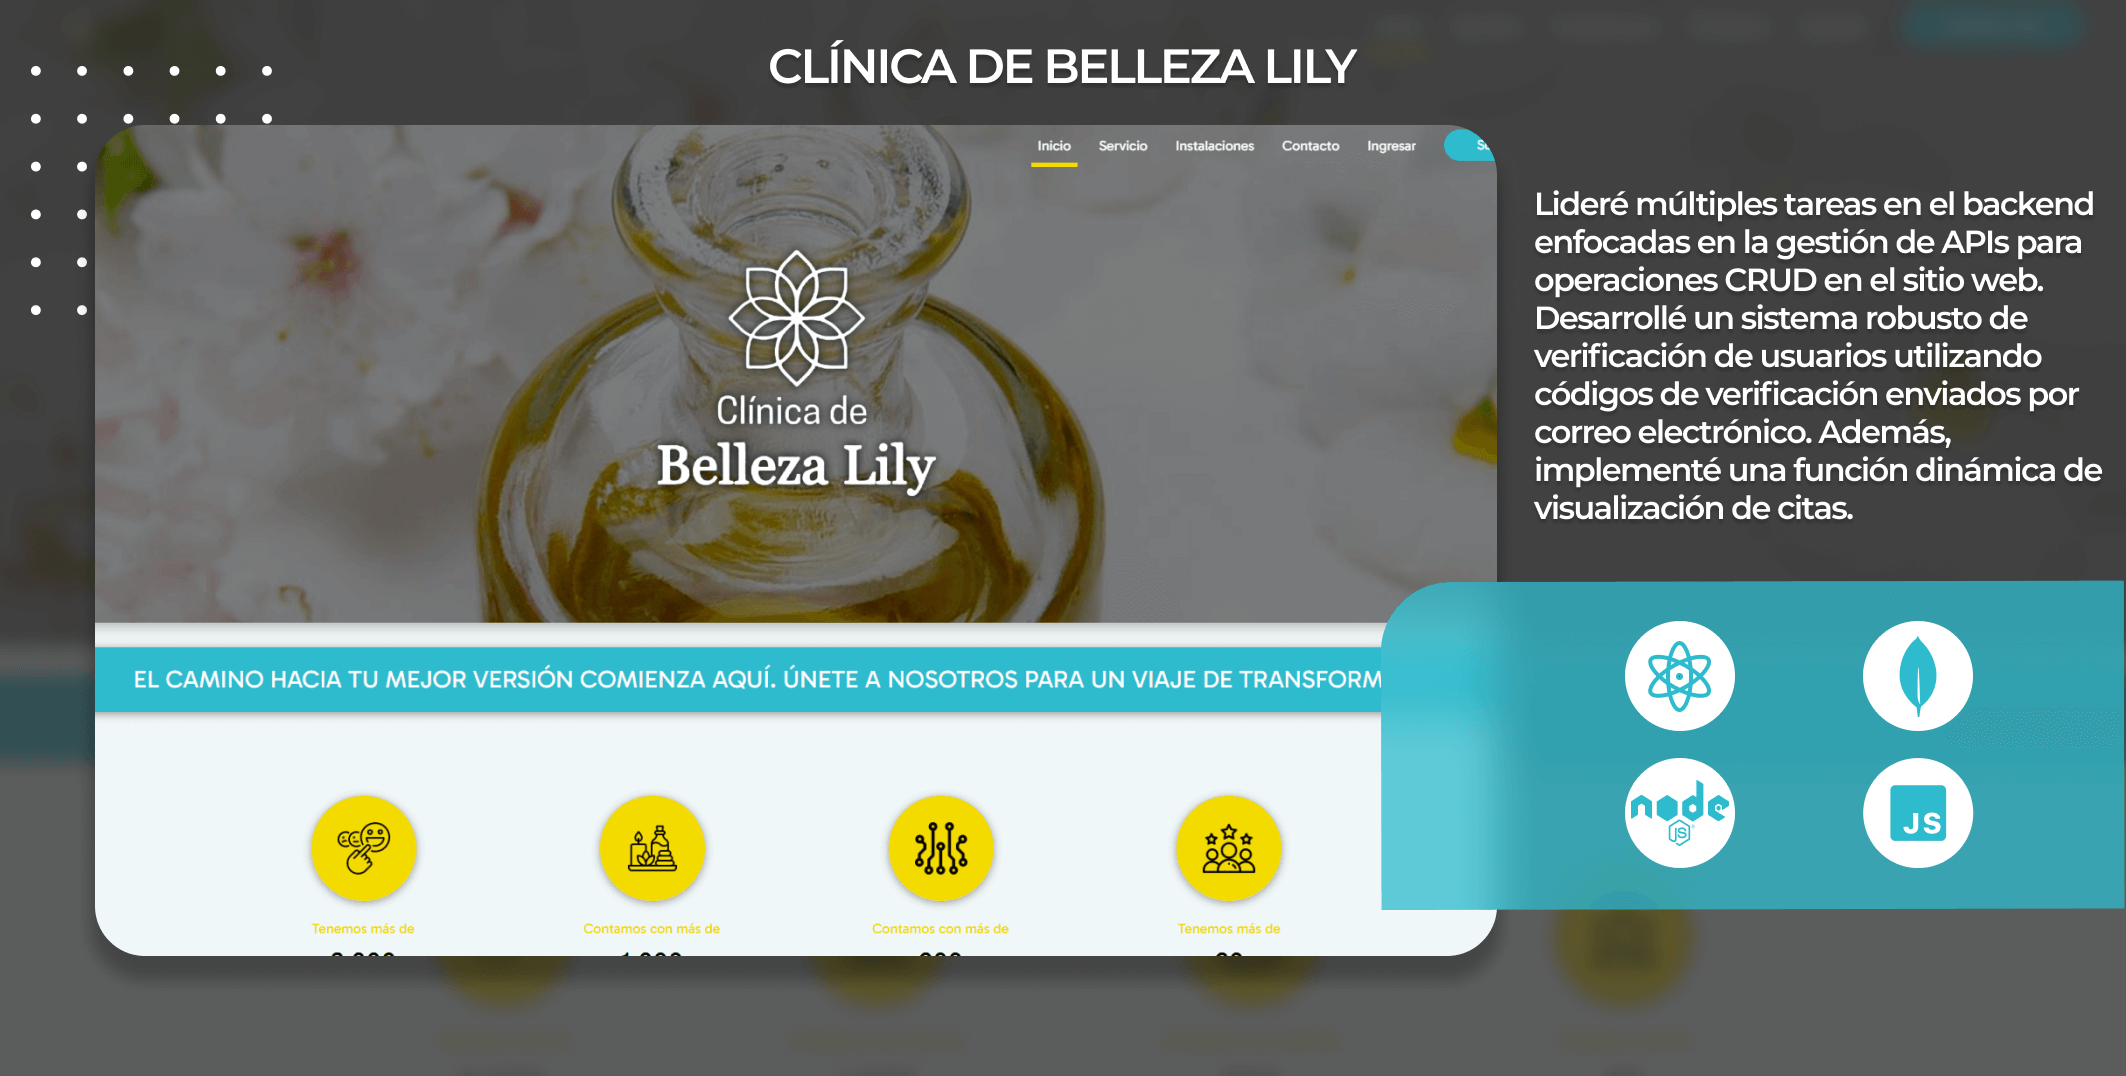 CLÍNICA DE BELLEZA LILY
Inicio
Servicio
Instalaciones
Contacto
Ingresar
Clínica de
Belleza Lily
Lideré múltiples tareas en el backend
enfocadas en la gestión de APIs para
operaciones CRUD en el sitio web.
Desarrollé un sistema robusto de
verificación de usuarios utilizando
códigos de verificación enviados por
correo electrónico. Además,
implementé una función dinámica de
visualización de citas.
EL CAMINO HACIA TU MEJOR VERSIÓN COMIENZA AQUÍ. ÚNETE A NOSOTROS PARA UN VIAJE DE TRANSFORM
node
JS
JS
Tenemos más de
Contamos con más de
Contamos con más de
Tenemos más de